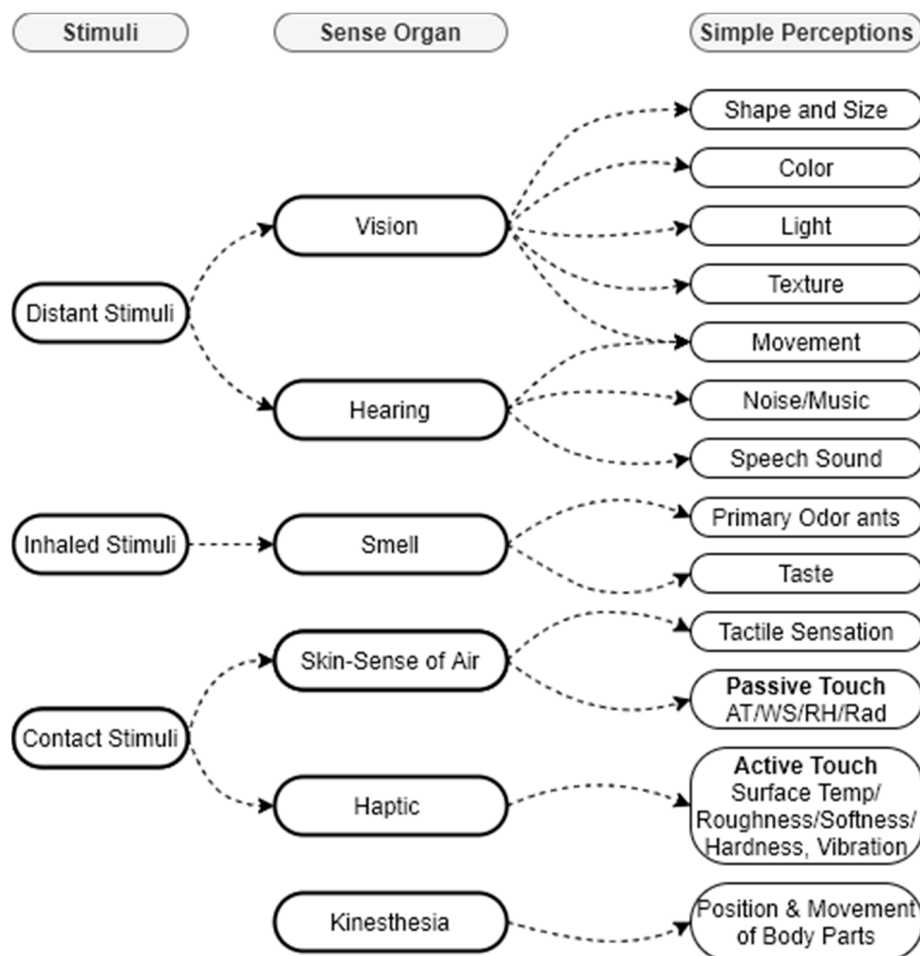 Stimuli
Sense Organ
Simple Perceptions
Shape and Size
Color
Vision
Light
Texture
Distant Stimuli
Movement
Hearing
Noise/Music
Speech Sound
Inhaled Stimuli
Smell
Primary Odor ants
Taste
Skin-Sense of Air
Tactile Sensation
Passive Touch
AT/WS/RH/Rad
Contact Stimuli
Haptic
Active Touch
Surface Temp/
Roughness/Softness/
Hardness, Vibration
Kinesthesia
Position & Movement
of Body Parts